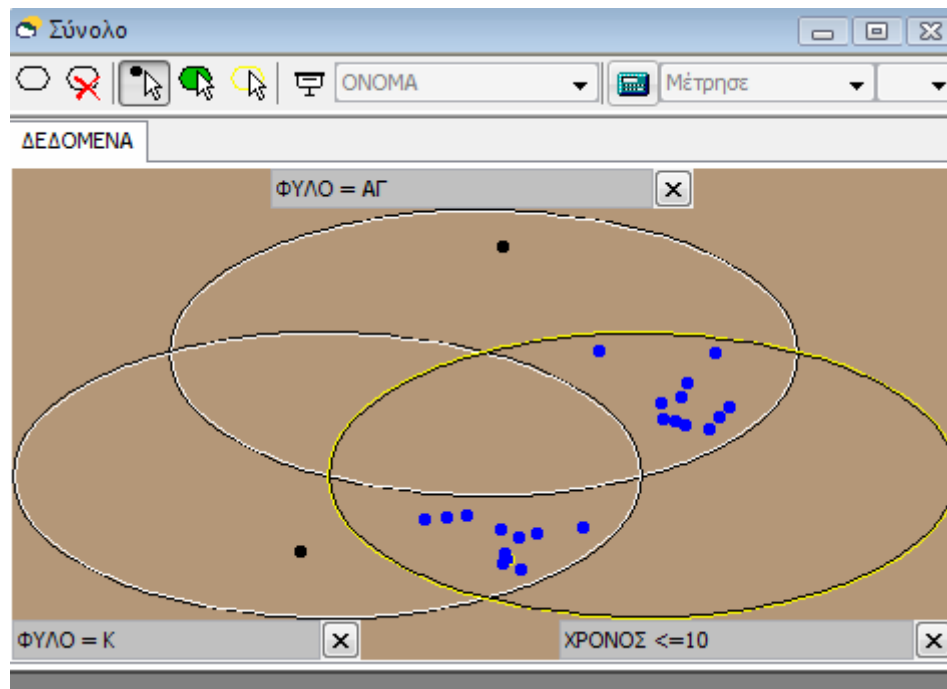 Σύνολο
ΟΝΟΜΑ
Μέτρησε
ΔΕΔΟΜΕΝΑ
ΦΥΛΟ = ΑΓ
ΦΥΛΟ = Κ
ΧΡΟΝΟΣ <=10